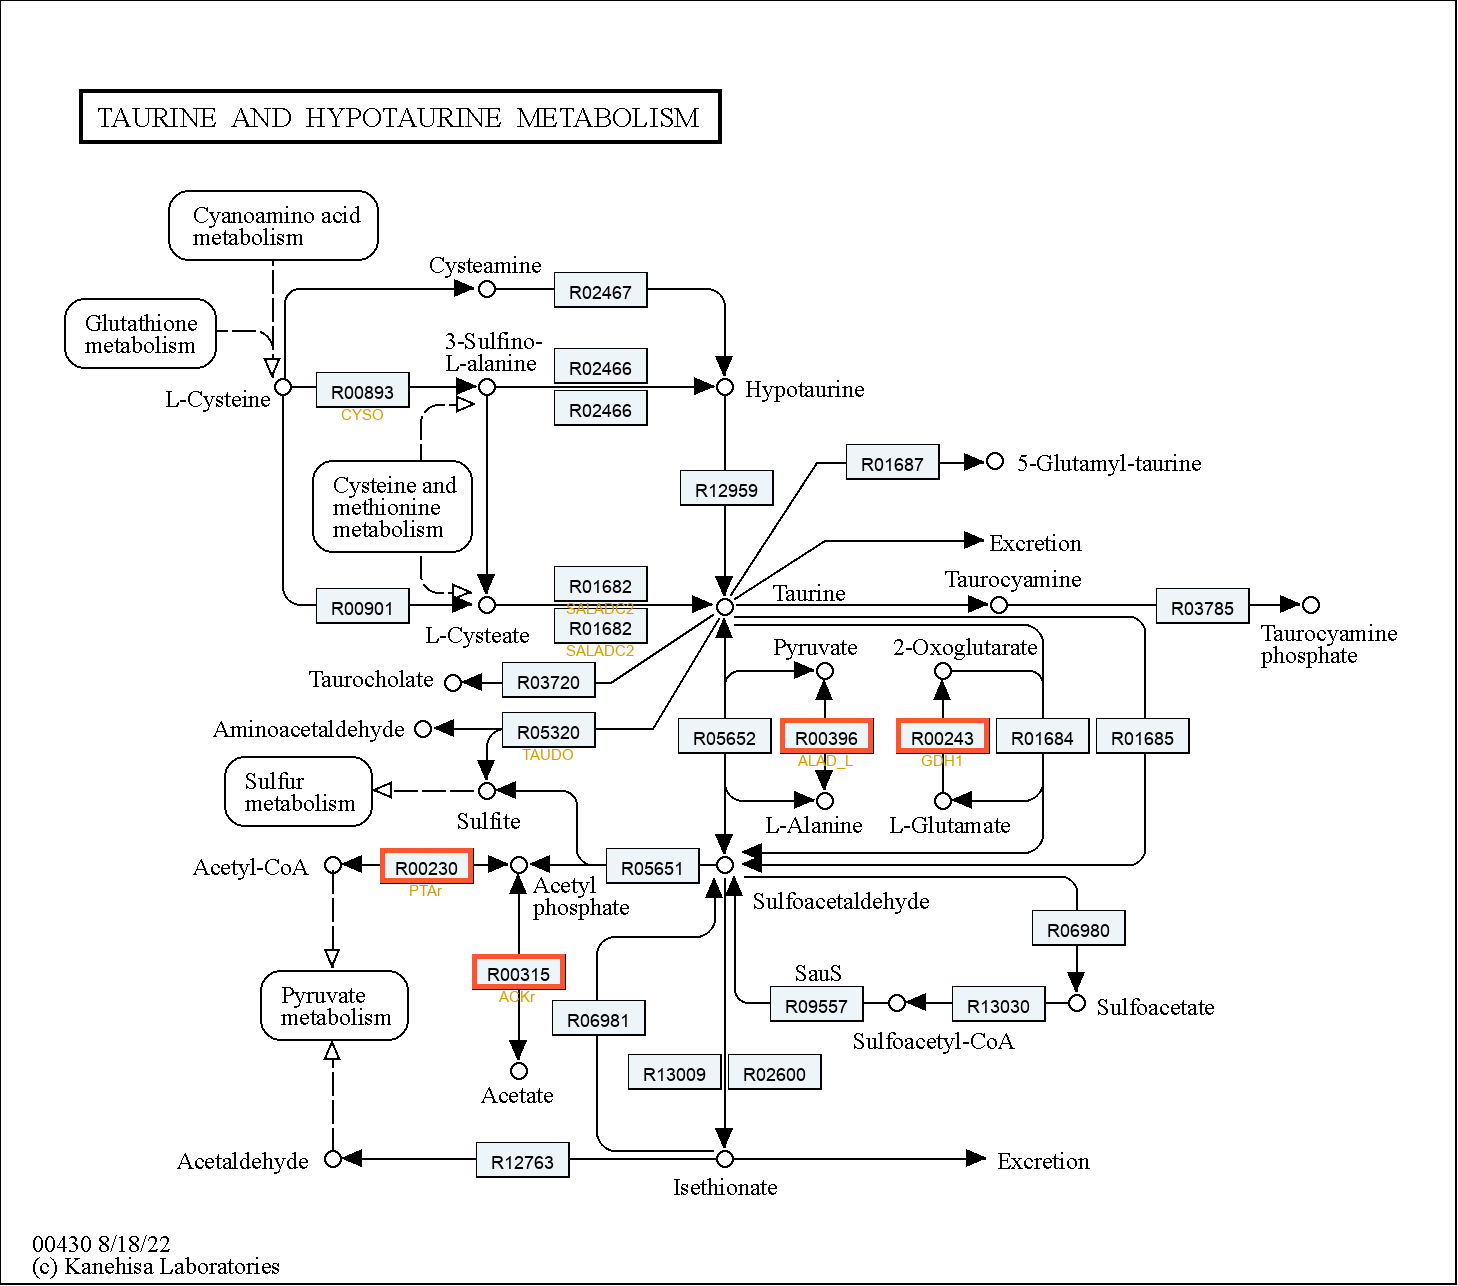 TAURINE AND HYPOTAURINE METABOLISM
Cyanoamino acid
metabolism
Glutathione
metabolism
Cysteamine
R02467
3-Sulfino-
L-alanine
R02466
R02466
L-Cysteine
R00893
CYSO
Hypotaurine
Cysteine and
methionine
metabolism
R12959
R01687
5-Glutamyl-taurine
Excretion
R00901
L-Cysteate
R01682
SALADC2
R01682
SALADC2
Taurine
Taurocyamine
R03785
Taurocyamine
phosphate
Taurocholate
R03720
Pyruvate
2-Oxoglutarate
Aminoacetaldehyde
R05320
TAUDO
R05652
R00396
ALAD_L
R00243
GDH1
R01684
R01685
Sulfur
metabolism
Sulfite
L-Alanine
L-Glutamate
Acetyl-CoA
R00230
PTAr
Acetyl
phosphate
R05651
Sulfoacetaldehyde
R06980
R00315
ACKr
SauS
R09557
R13030
Sulfoacetate
Sulfoacetyl-CoA
Pyruvate
metabolism
R06981
R13009
R02600
Acetate
Acetaldehyde
R12763
Isethionate
Excretion
00430 8/18/22
(c) Kanehisa Laboratories